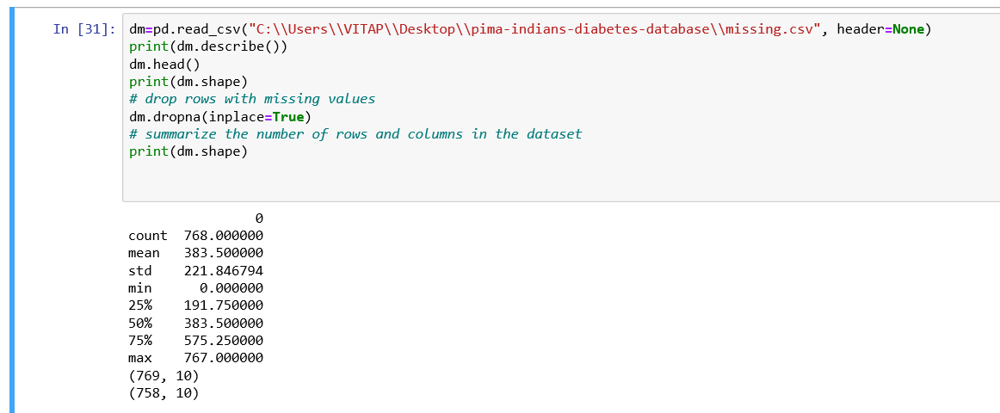 In [31]: dm=pd.read_csv("C:\\Users\\VITAP\\Desktop\\pima-indians-diabetes-database\\missing.csv", header=None)
print(dm.describe())
dm.head()
print(dm.shape)
# drop rows with missing values
dm.dropna(inplace=True)
# summarize the number of rows and columns in the dataset
print(dm.shape)
0
count 768.000000
mean 383.500000
std 221.846794
min 0.000000
25% 191.750000
50% 383.500000
75% 575.250000
max 767.000000
(769, 10)
(758, 10)